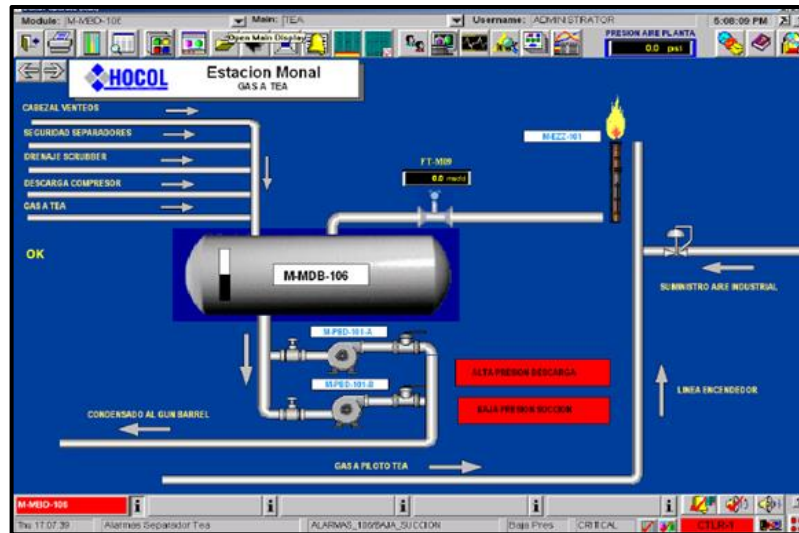 Module: M-MBD-106
Main: TEA
Username: ADMINISTRATOR
5:08:09 PM
Open Main Display
PRESION AIRE PLANTA
0.0 psi
HOCOL
Estacion Monal
GAS A TEA
CABEZAL VENTEOS
SEGURIDAD SEPARADORES
DRENAJE SCRUBBER
DESCARGA COMPRESOR
GAS A TEA
M-EZZ-101
FT-M09
0.0
OK
M-MDB-106
SUMINISTRO AIRE INDUSTRIAL
M-PBD-101-A
M-PBD-101-B
ALTA PRESION DESCARGA
BAJA PRESION SUCCION
LINEA ENCENDEDOR
CONDENSADO AL GUN BARREL
GAS A PILOTO TEA
M-MBD-106
Thu 17:07:39
Alarmas Separador Tea
ALARMAS_106/BAJA_SUCCION
Baja Pres
CRITICAL
CTLR-1